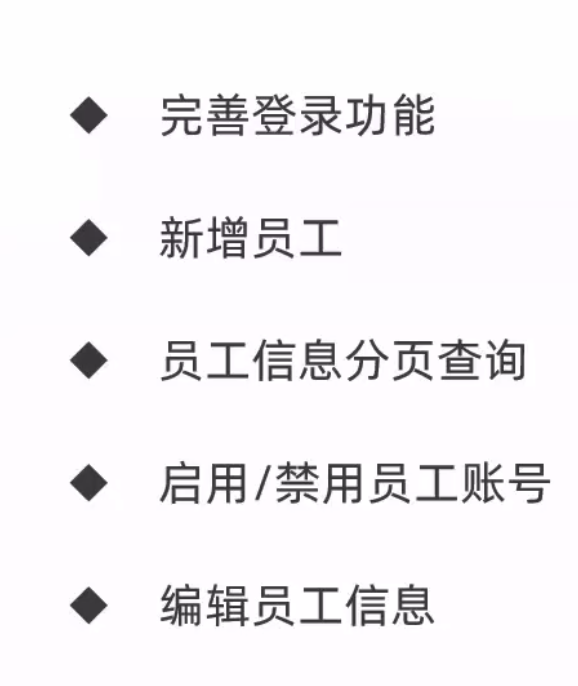 ◆ 完善登录功能
◆ 新增员工
◆ 员工信息分页查询
◆ 启用/禁用员工账号
◆ 编辑员工信息